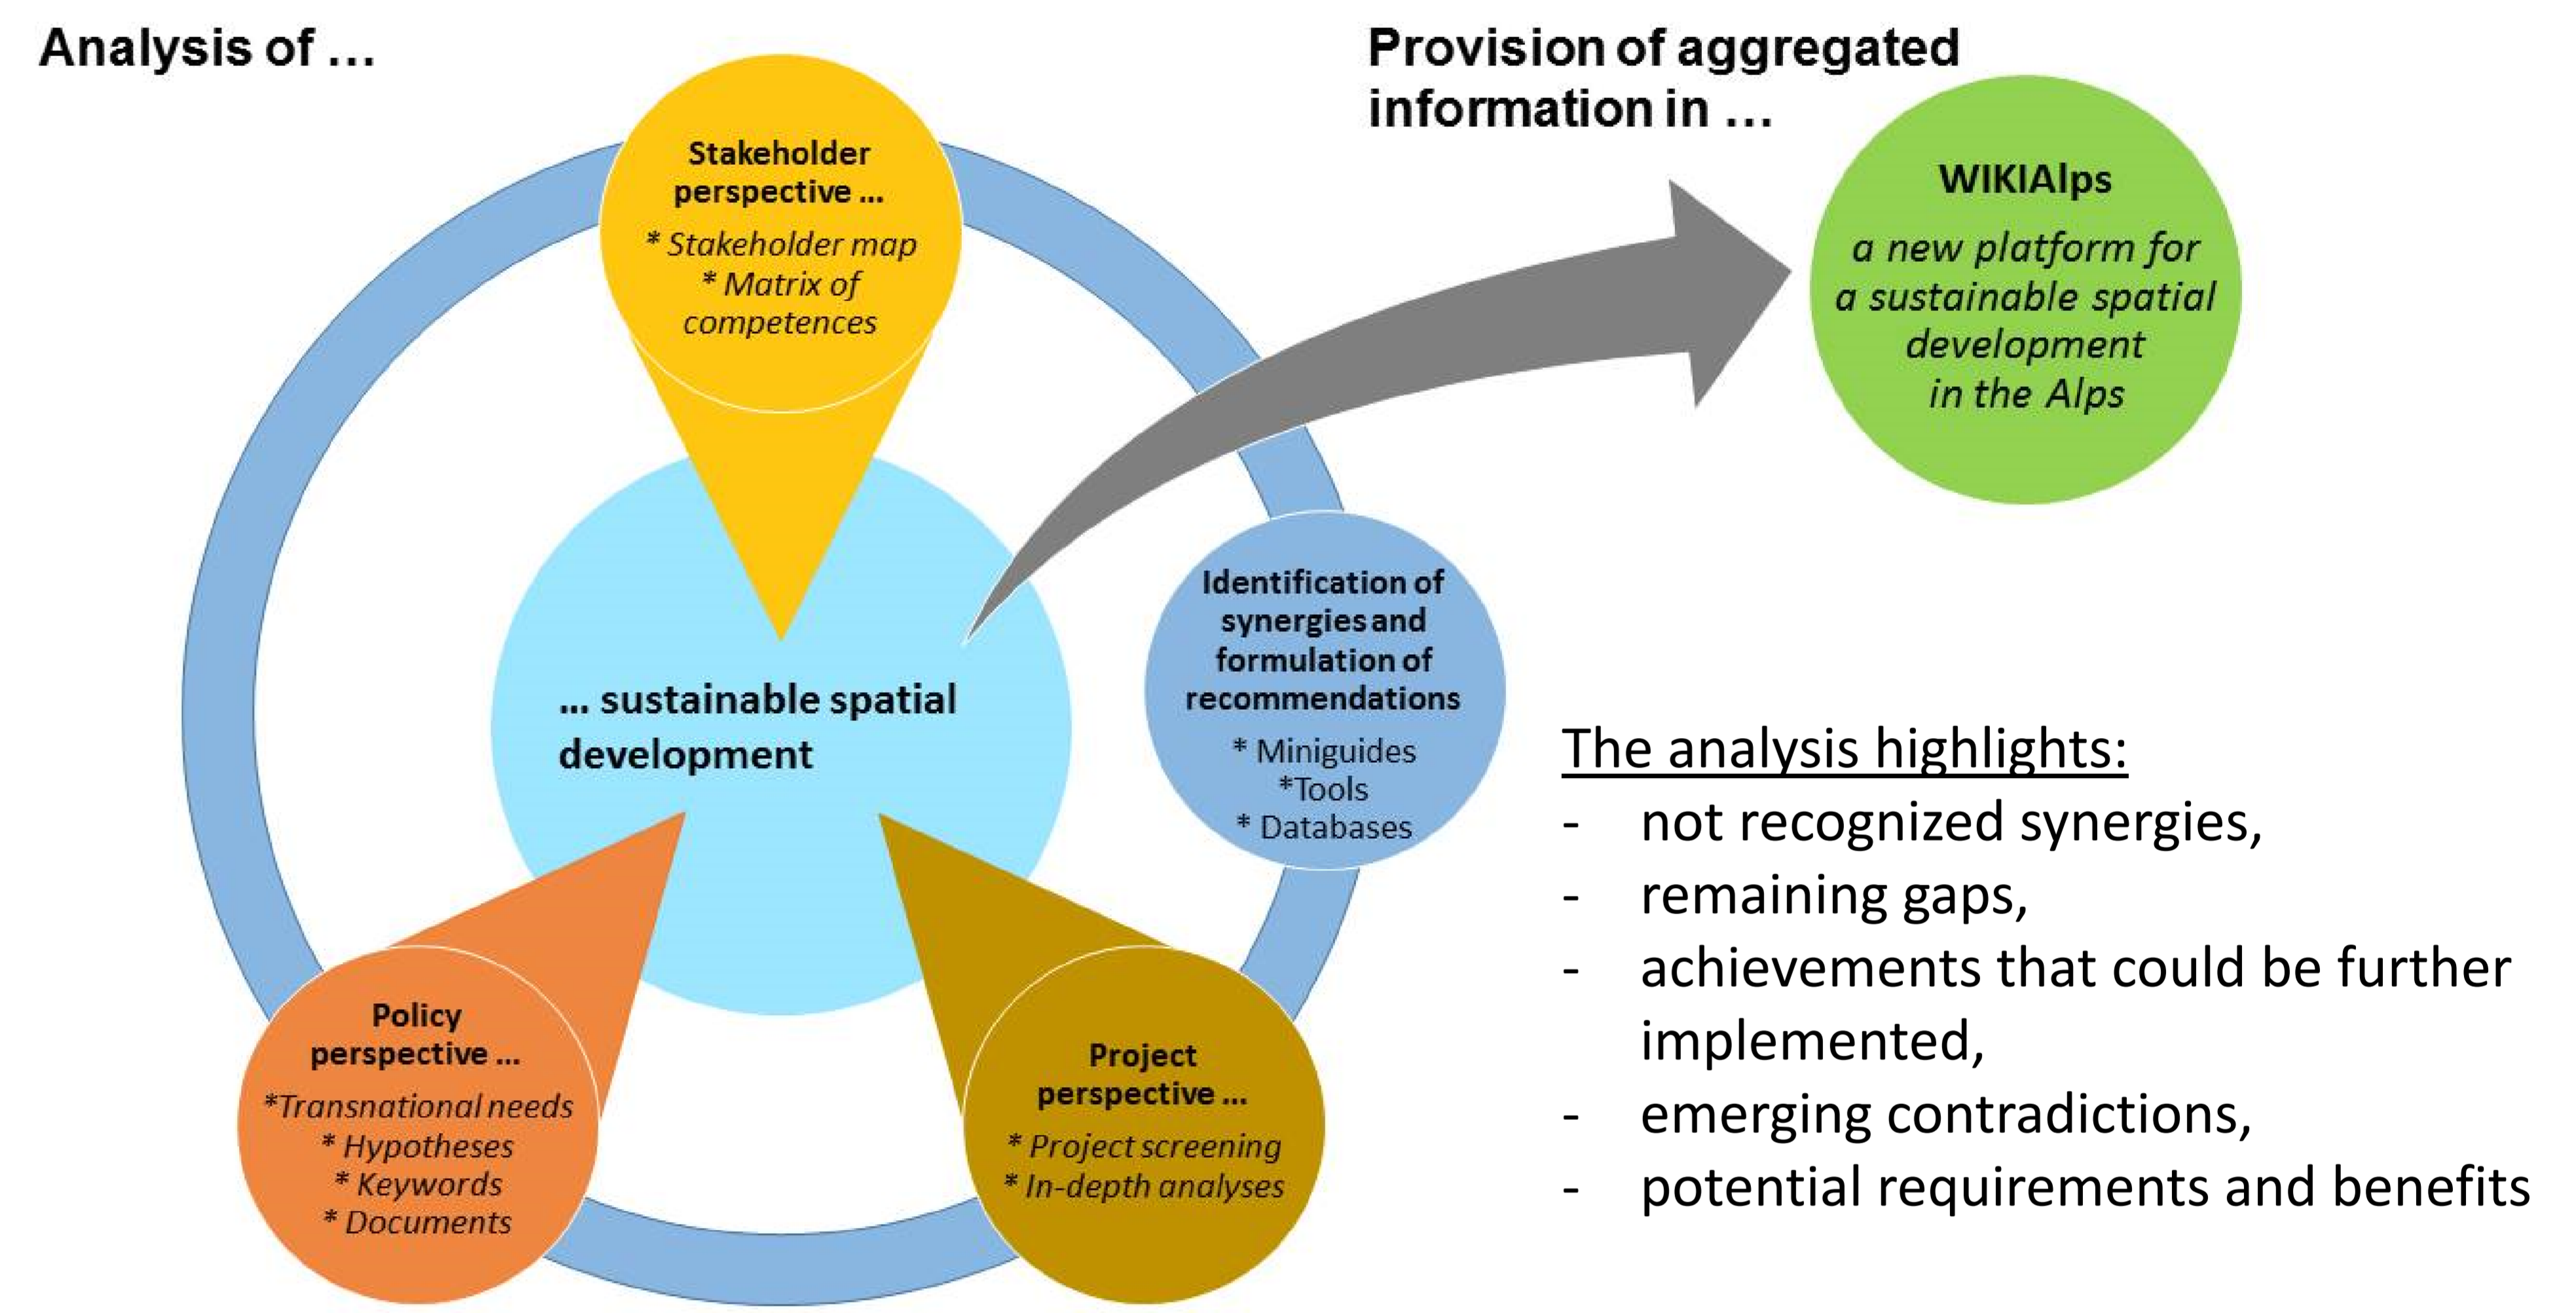 Analysis of ...
Provision of aggregated
information in ...
Stakeholder
perspective ...
* Stakeholder map
* Matrix of
competences
WIKIAlps
a new platform for
a sustainable spatial
development
in the Alps
... sustainable spatial
development
Identification of
synergies and
formulation of
recommendations
* Miniguides
*Tools
* Databases
Policy
perspective ...
*Transnational needs
* Hypotheses
* Keywords
* Documents
Project
perspective ...
* Project screening
* In-depth analyses
The analysis highlights:
- not recognized synergies,
- remaining gaps,
- achievements that could be further
implemented,
- emerging contradictions,
- potential requirements and benefits